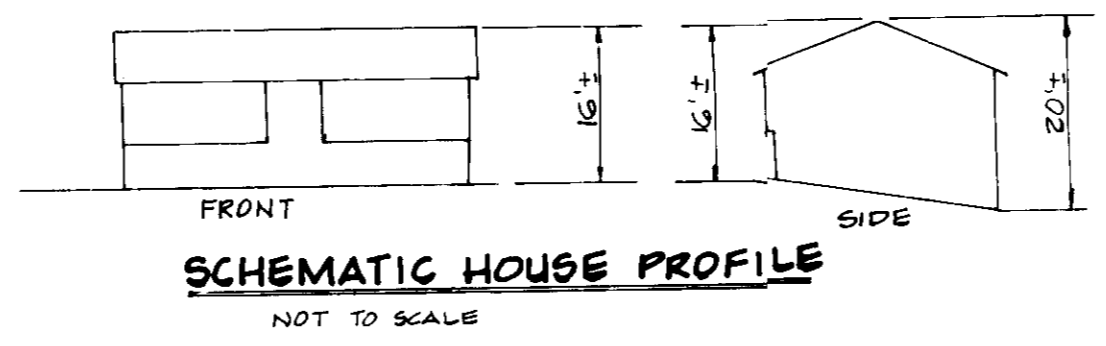 16'±
16'±
20'±
FRONT
SIDE
SCHEMATIC HOUSE PROFILE
NOT TO SCALE